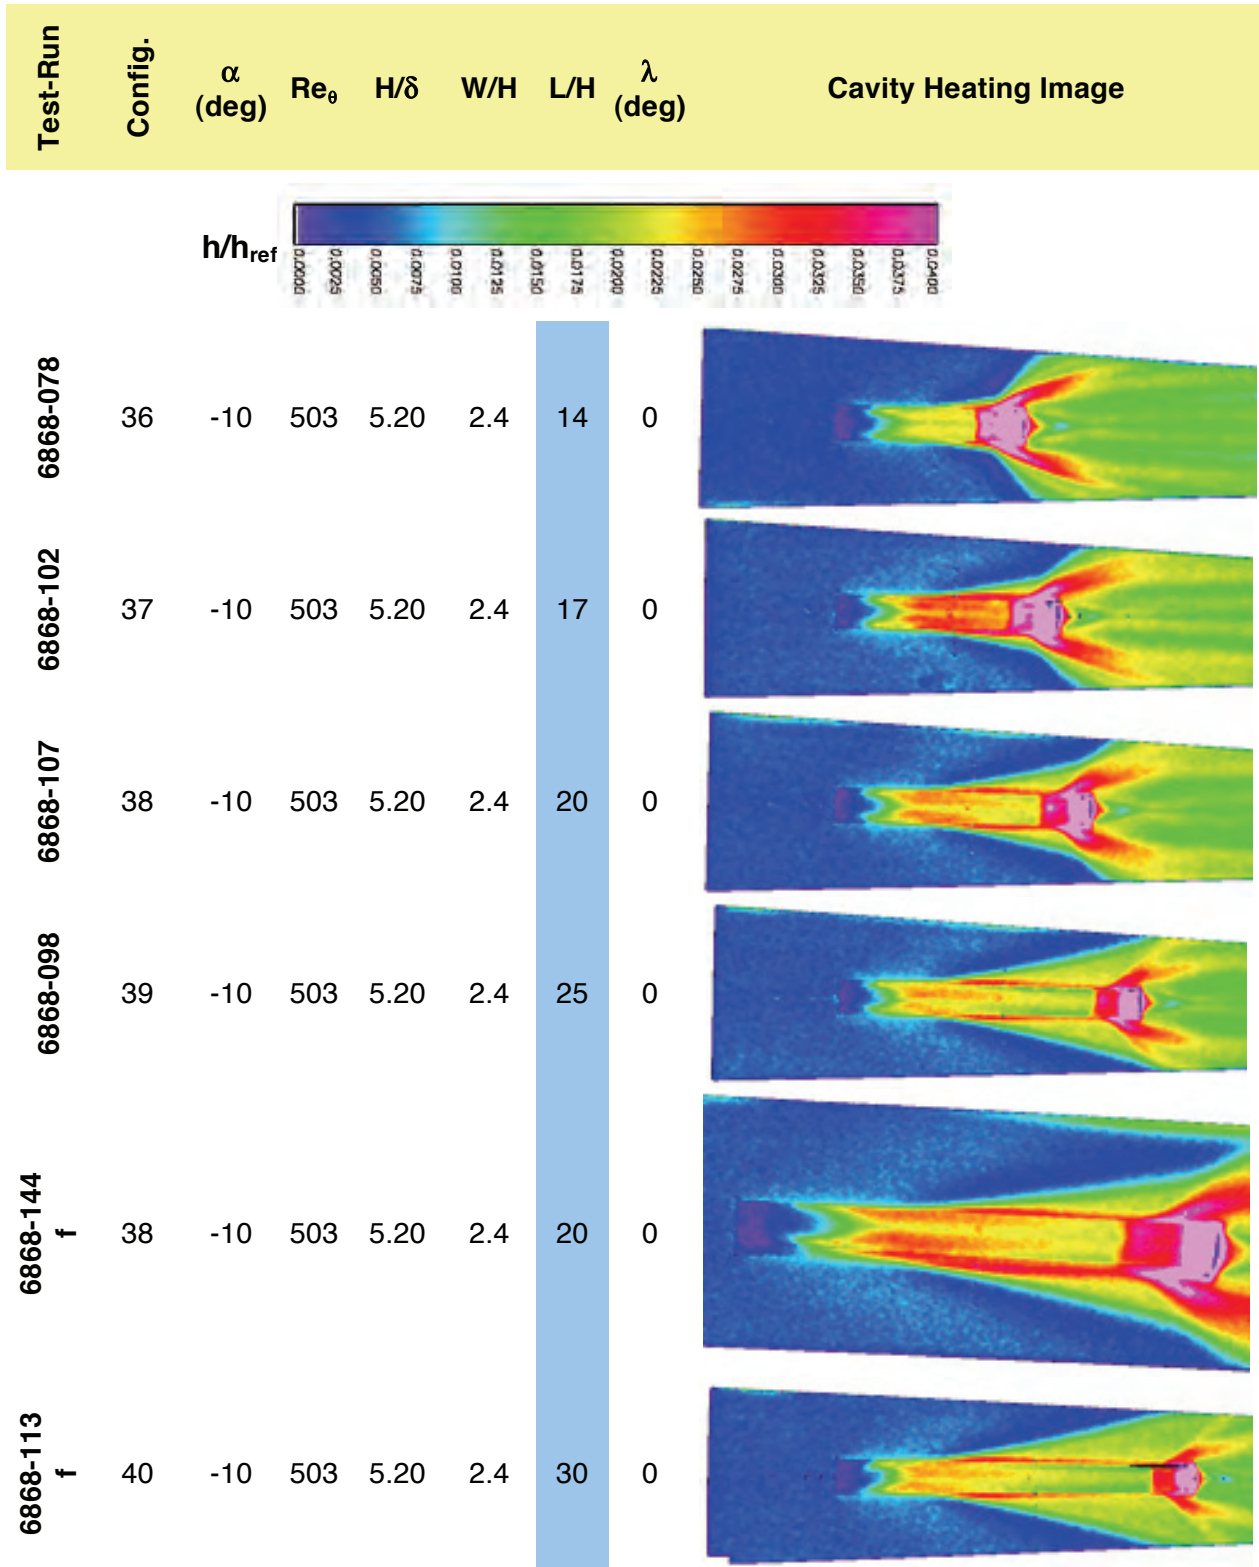 Test-Run Config. α (deg) Reθ H/δ W/H L/H λ (deg) Cavity Heating Image
h/href
0.0000 0.0025 0.0050 0.0075 0.0100 0.0125 0.0150 0.0175 0.0200 0.0225 0.0250 0.0275 0.0300 0.0325 0.0350 0.0375 0.0400
6868-078 36 -10 503 5.20 2.4 14 0
6868-102 37 -10 503 5.20 2.4 17 0
6868-107 38 -10 503 5.20 2.4 20 0
6868-098 39 -10 503 5.20 2.4 25 0
6868-144 f 38 -10 503 5.20 2.4 20 0
6868-113 f 40 -10 503 5.20 2.4 30 0